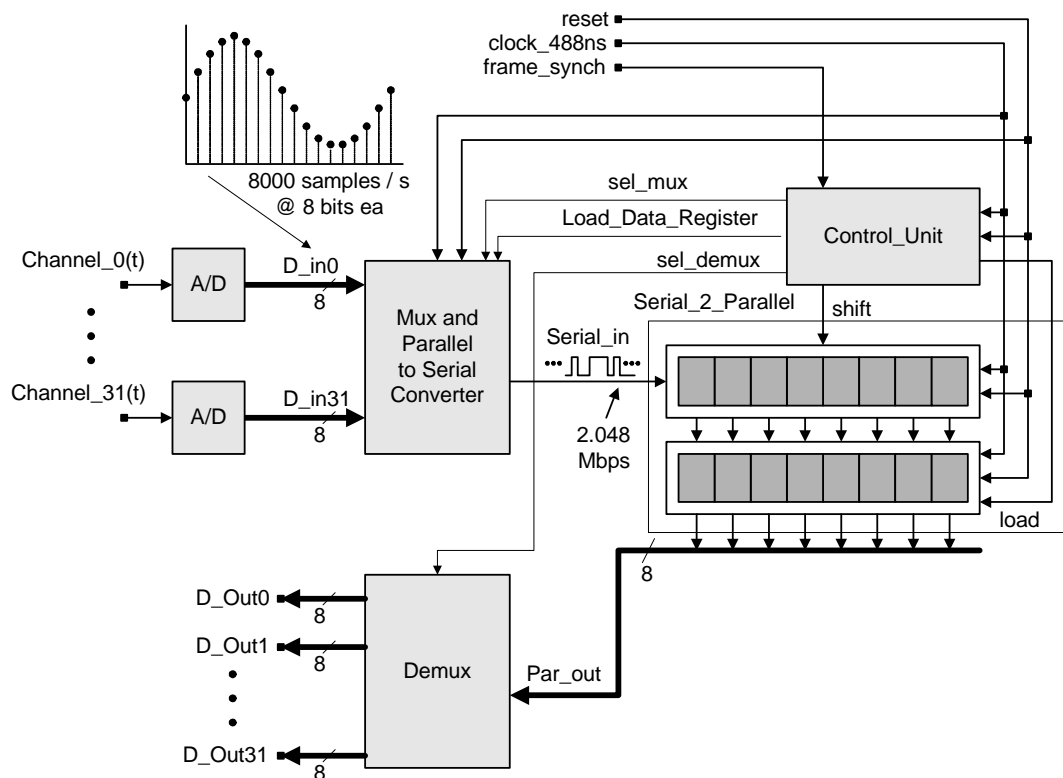 reset
clock_488ns
frame_synch
8000 samples / s
@ 8 bits ea
sel_mux
Load_Data_Register
Control_Unit
sel_demux
Channel_0(t)
A/D
D_in0
8
Mux and
Parallel
to Serial
Converter
Serial_2_Parallel
shift
Serial_in
Channel_31(t)
A/D
D_in31
8
2.048
Mbps
load
8
D_Out0
8
D_Out1
8
Demux
Par_out
D_Out31
8